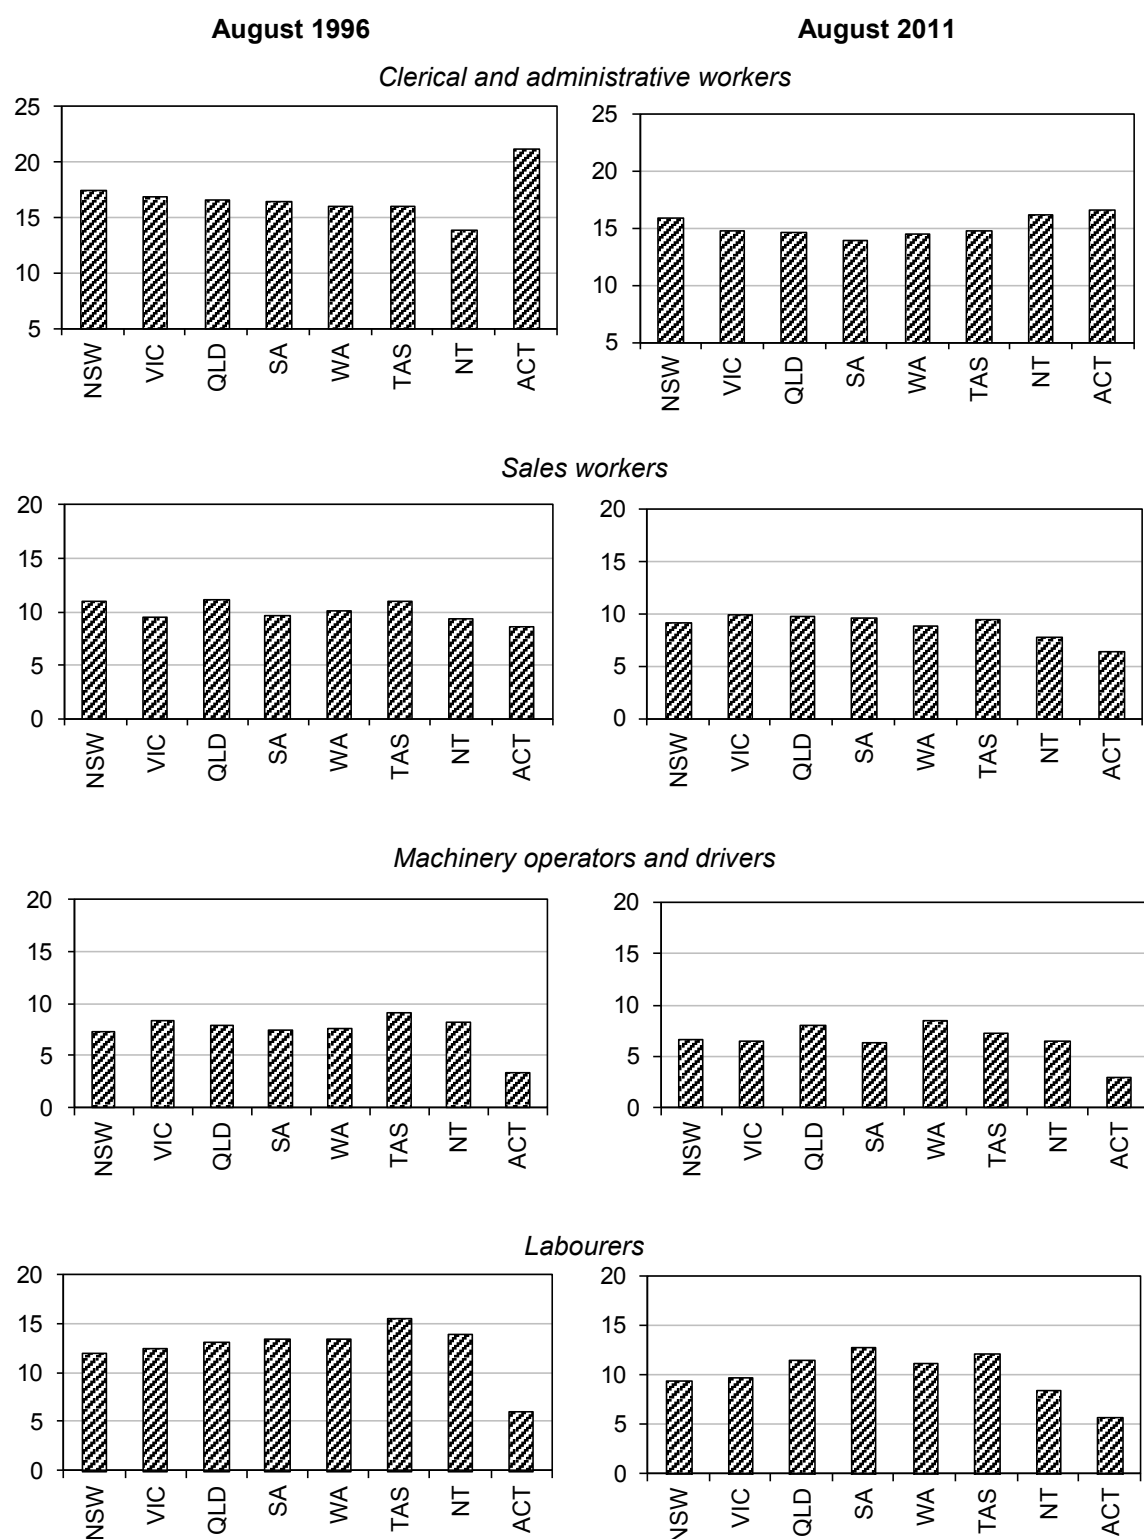 August 1996 August 2011
Clerical and administrative workers
25 25
20 20
15 15
10 10
5 5
NSW VIC QLD SA WA TAS NT ACT NSW VIC QLD SA WA TAS NT ACT
Sales workers
20 20
15 15
10 10
5 5
0 0
NSW VIC QLD SA WA TAS NT ACT NSW VIC QLD SA WA TAS NT ACT
Machinery operators and drivers
20 20
15 15
10 10
5 5
0 0
NSW VIC QLD SA WA TAS NT ACT NSW VIC QLD SA WA TAS NT ACT
Labourers
20 20
15 15
10 10
5 5
0 0
NSW VIC QLD SA WA TAS NT ACT NSW VIC QLD SA WA TAS NT ACT